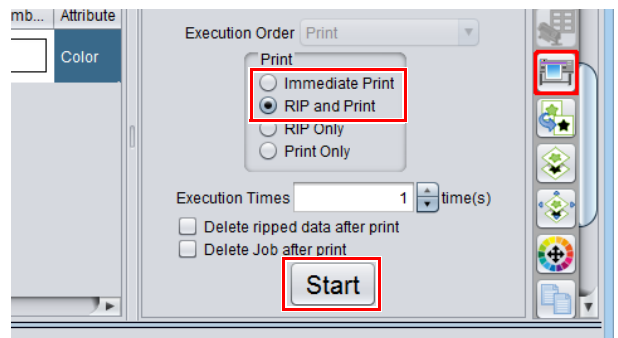 mb... Attribute
Color
Execution Order Print
Print
Immediate Print
RIP and Print
RIP Only
Print Only
Execution Times 1 time(s)
Delete ripped data after print
Delete Job after print
Start